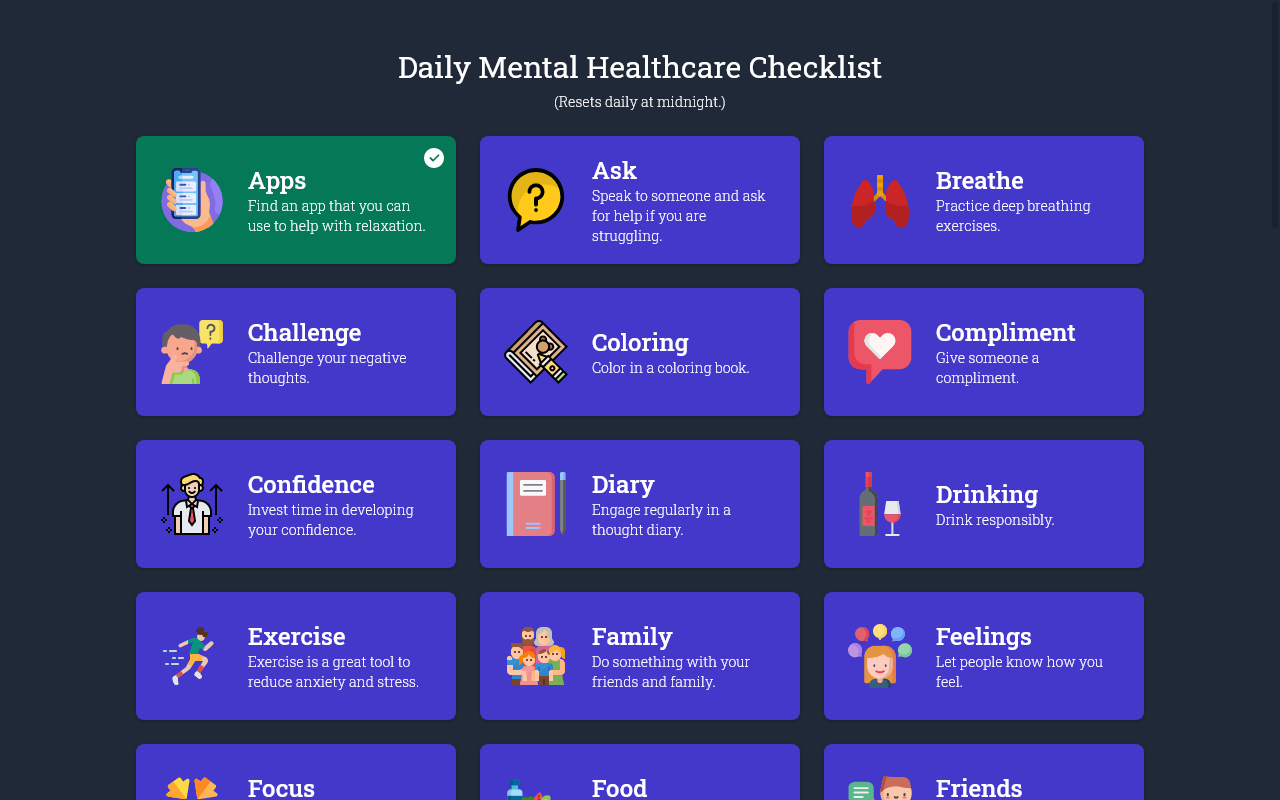 Daily Mental Healthcare Checklist
(Resets daily at midnight.)
Apps
Find an app that you can
use to help with relaxation.
Ask
Speak to someone and ask
for help if you are
struggling.
Breathe
Practice deep breathing
exercises.
Challenge
Challenge your negative
thoughts.
Coloring
Color in a coloring book.
Compliment
Give someone a
compliment.
Confidence
Invest time in developing
your confidence.
Diary
Engage regularly in a
thought diary.
Drinking
Drink responsibly.
Exercise
Exercise is a great tool to
reduce anxiety and stress.
Family
Do something with your
friends and family.
Feelings
Let people know how you
feel.
Focus
Food
Friends